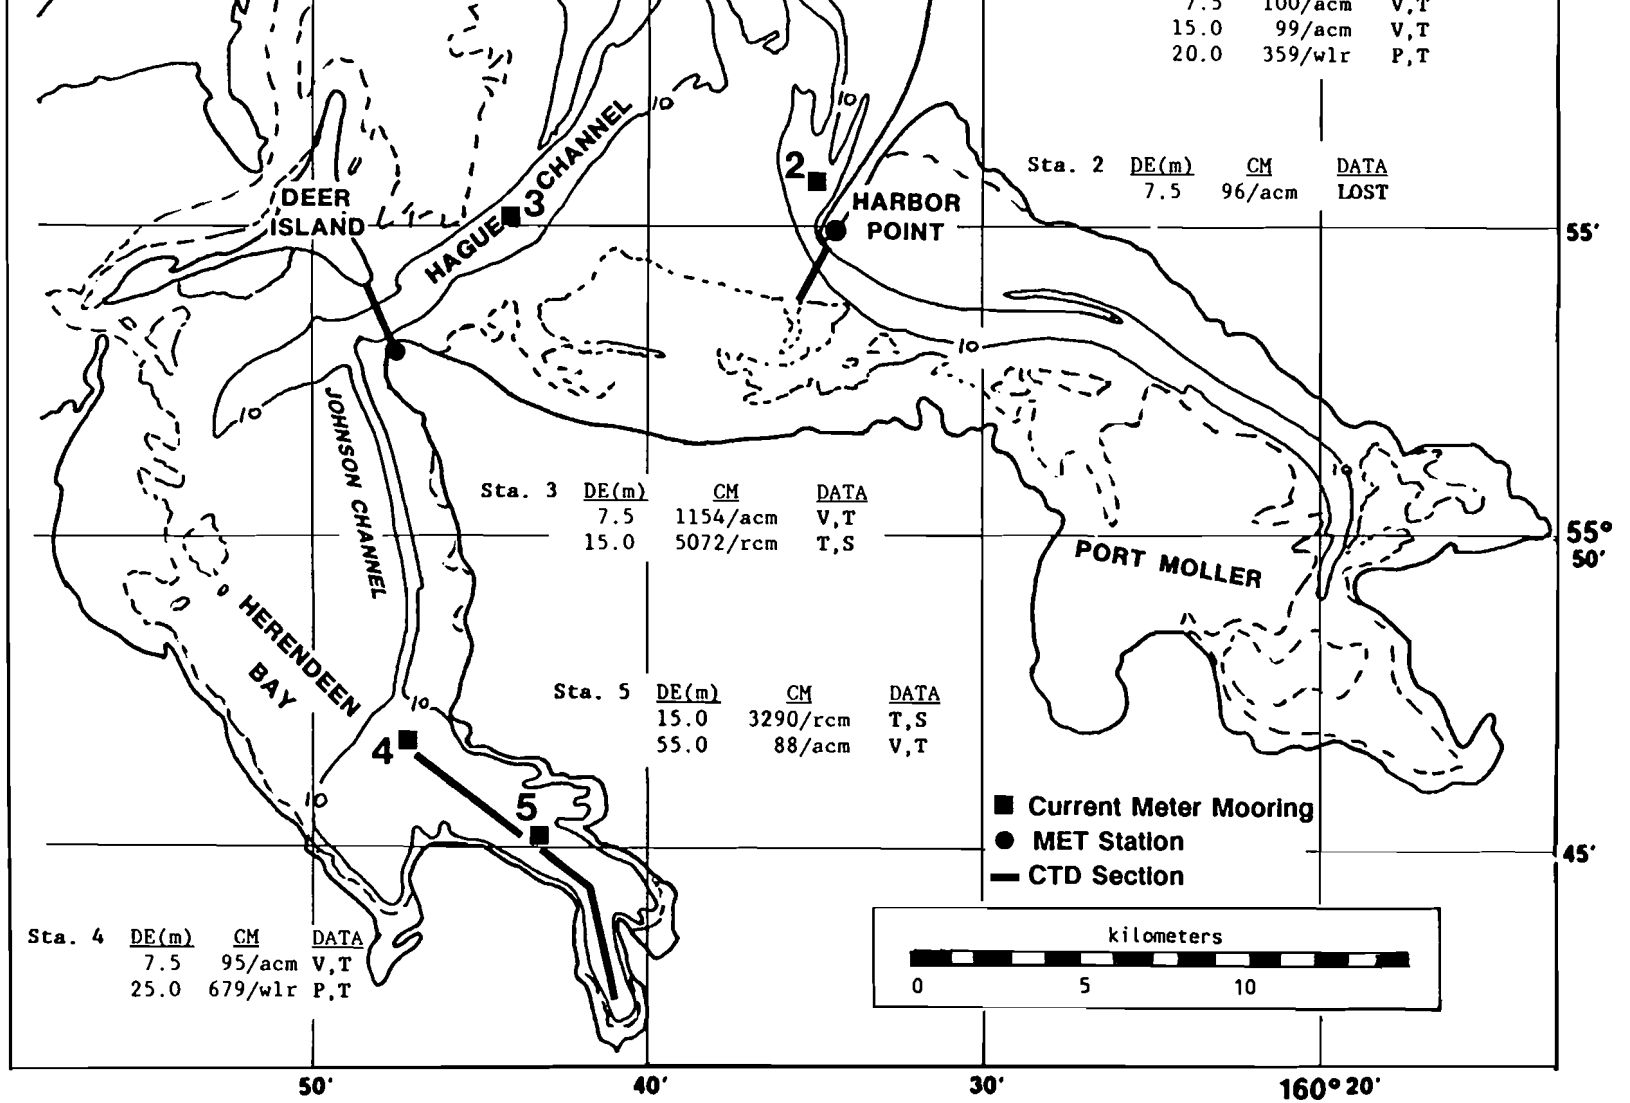 7.5 100/acm V,T
15.0 99/acm V,T
20.0 359/wlr P,T
10
10
CHANNEL
2
Sta. 2 DE(m) CM DATA
7.5 96/acm LOST
DEER
ISLAND
3
HAGUE
HARBOR
POINT
55'
10
10
JOHNSON CHANNEL
10
Sta. 3 DE(m) CM DATA
7.5 1154/acm V,T
15.0 5072/rcm T,S
55°
50'
PORT MOLLER
HERENDEEN
BAY
Sta. 5 DE(m) CM DATA
15.0 3290/rcm T,S
55.0 88/acm V,T
10
4
10
5
Current Meter Mooring
MET Station
CTD Section
45'
Sta. 4 DE(m) CM DATA
7.5 95/acm V,T
25.0 679/wlr P,T
kilometers
0 5 10
50' 40' 30' 160° 20'